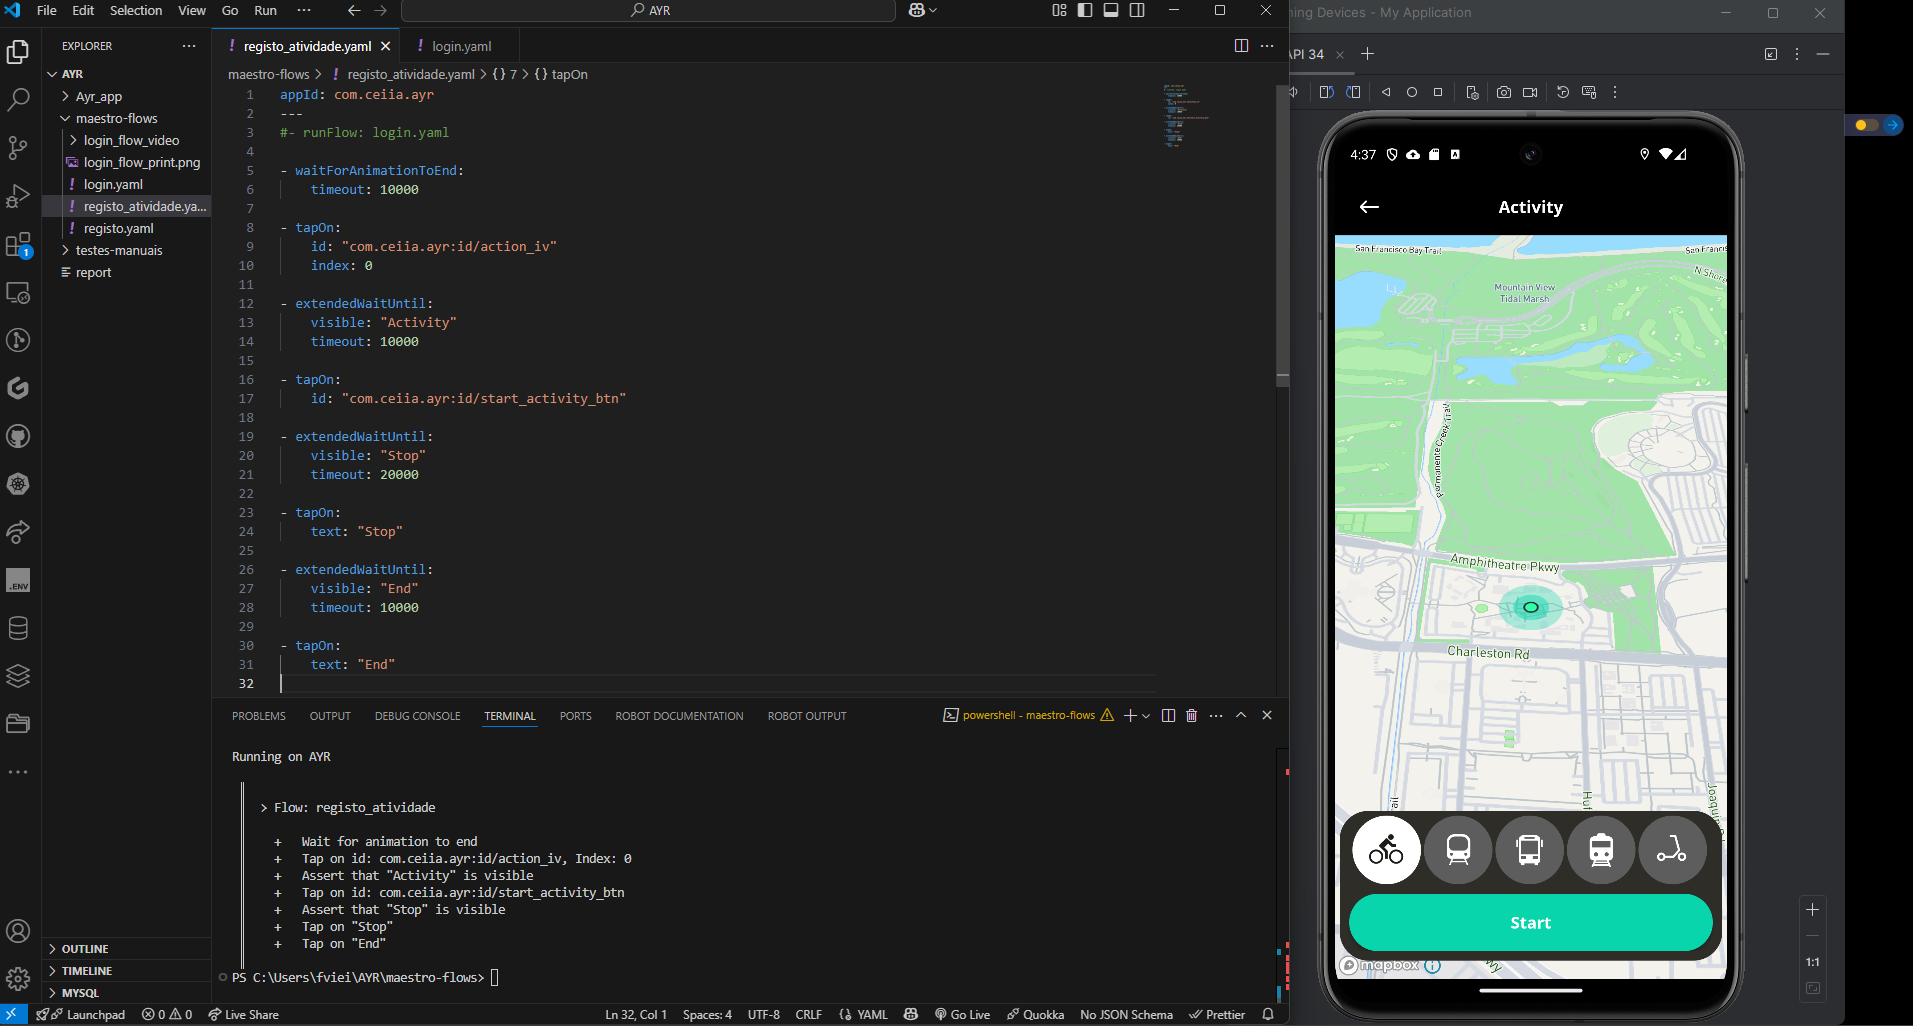 File Edit Selection View Go Run ··· AYR
ning Devices - My Application
EXPLORER
AYR
Ayr_app
maestro-flows
login_flow_video
login_flow_print.png
login.yaml
registo_atividade.ya...
registo.yaml
testes-manuais
report
OUTLINE
TIMELINE
MYSQL
1
.ENV
registo_atividade.yaml
login.yaml
maestro-flows > registo_atividade.yaml > {} 7 > {} tapOn
1 appId: com.ceiia.ayr
2 ---
3 #- runFlow: login.yaml
4
5 - waitForAnimationToEnd:
6 timeout: 10000
7
8 - tapOn:
9 id: "com.ceiia.ayr:id/action_iv"
10 index: 0
11
12 - extendedWaitUntil:
13 visible: "Activity"
14 timeout: 10000
15
16 - tapOn:
17 id: "com.ceiia.ayr:id/start_activity_btn"
18
19 - extendedWaitUntil:
20 visible: "Stop"
21 timeout: 20000
22
23 - tapOn:
24 text: "Stop"
25
26 - extendedWaitUntil:
27 visible: "End"
28 timeout: 10000
29
30 - tapOn:
31 text: "End"
32
PROBLEMS OUTPUT DEBUG CONSOLE TERMINAL PORTS ROBOT DOCUMENTATION ROBOT OUTPUT
powershell - maestro-flows
Running on AYR
> Flow: registo_atividade
+ Wait for animation to end
+ Tap on id: com.ceiia.ayr:id/action_iv, Index: 0
+ Assert that "Activity" is visible
+ Tap on id: com.ceiia.ayr:id/start_activity_btn
+ Assert that "Stop" is visible
+ Tap on "Stop"
+ Tap on "End"
PS C:\Users\fviei\AYR\maestro-flows>
Launchpad 0 0 Live Share
Ln 32, Col 1 Spaces: 4 UTF-8 CRLF YAML Go Live Quokka No JSON Schema Prettier
API 34
4:37
Activity
San Francisco Bay Trail
San Francis
N Shore
Mountain View
Tidal Marsh
Permanente Creek Trail
Amphitheatre Pkwy
Charleston Rd
Huf
Joaquin
rail
Start
mapbox
wy
1:1